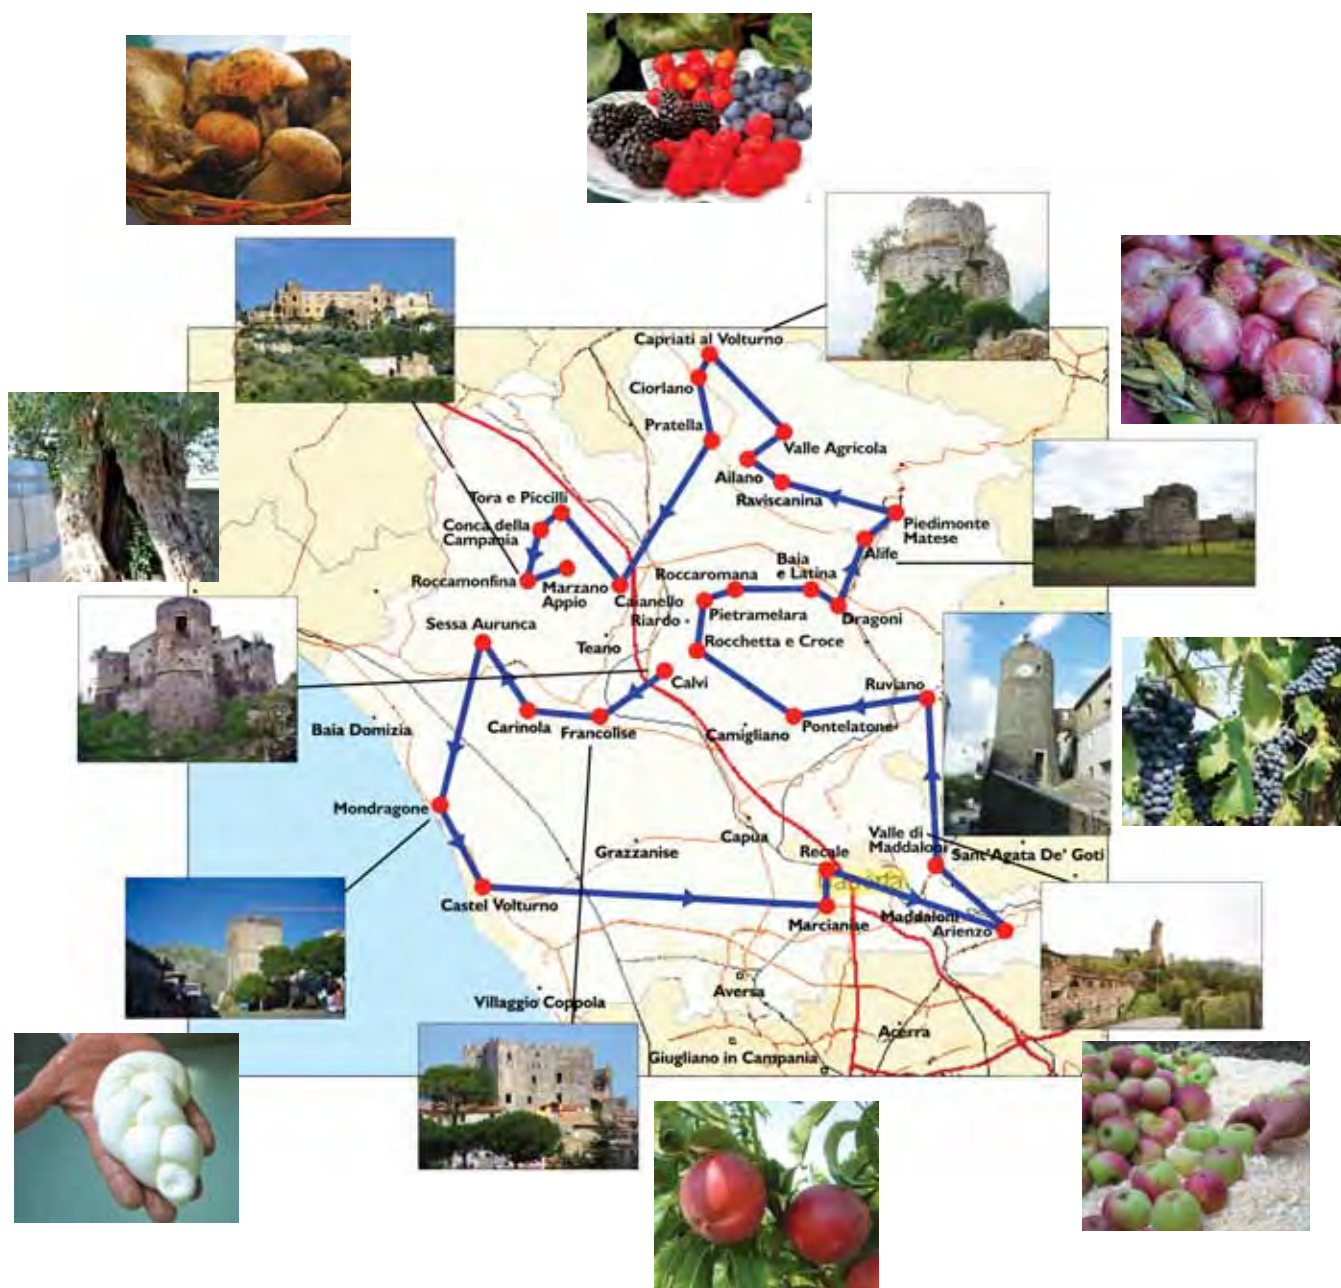 Capriati al Volturno
Ciorlano
Pratella
Valle Agricola
Ailano
Raviscanina
Tora e Piccilli
Conca della
Campania
Piedimonte
Matese
Alife
Baia
e Latina
Roccamonfina
Marzano
Appio
Caianello
Roccaromana
Riardo
Pietramelara
Dragoni
Sessa Aurunca
Teano
Rocchetta e Croce
Calvi
Ruviano
Baia Domizia
Carinola
Francolise
Camigliano
Pontelatone
Mondragone
Capua
Grazzanise
Recale
Valle di
Maddaloni
Sant'Agata De' Goti
Castel Volturno
Marcianise
Maddaloni
Arienzo
Villaggio Coppola
Aversa
Acerra
Giugliano in Campania